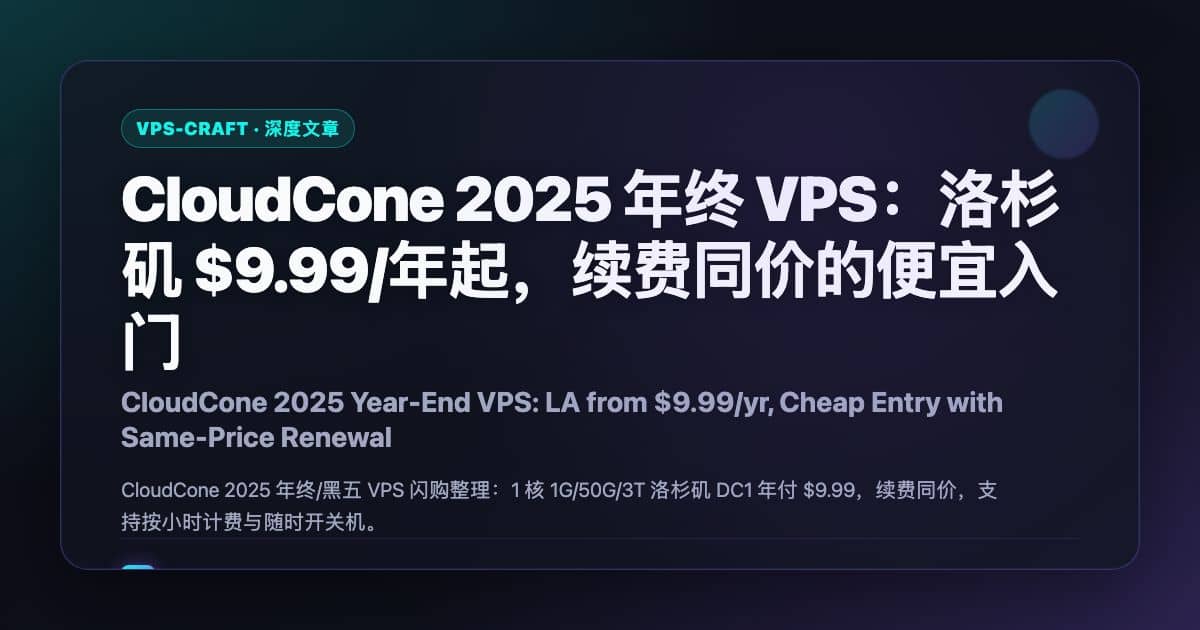 VPS-CRAFT · 深度文章
CloudCone 2025 年终 VPS：洛杉
矶 $9.99/年起，续费同价的便宜入
门
CloudCone 2025 Year-End VPS: LA from $9.99/yr, Cheap Entry with
Same-Price Renewal
CloudCone 2025 年终/黑五 VPS 闪购整理：1 核 1G/50G/3T 洛杉矶 DC1 年付 $9.99，续费同价，支
持按小时计费与随时开关机。